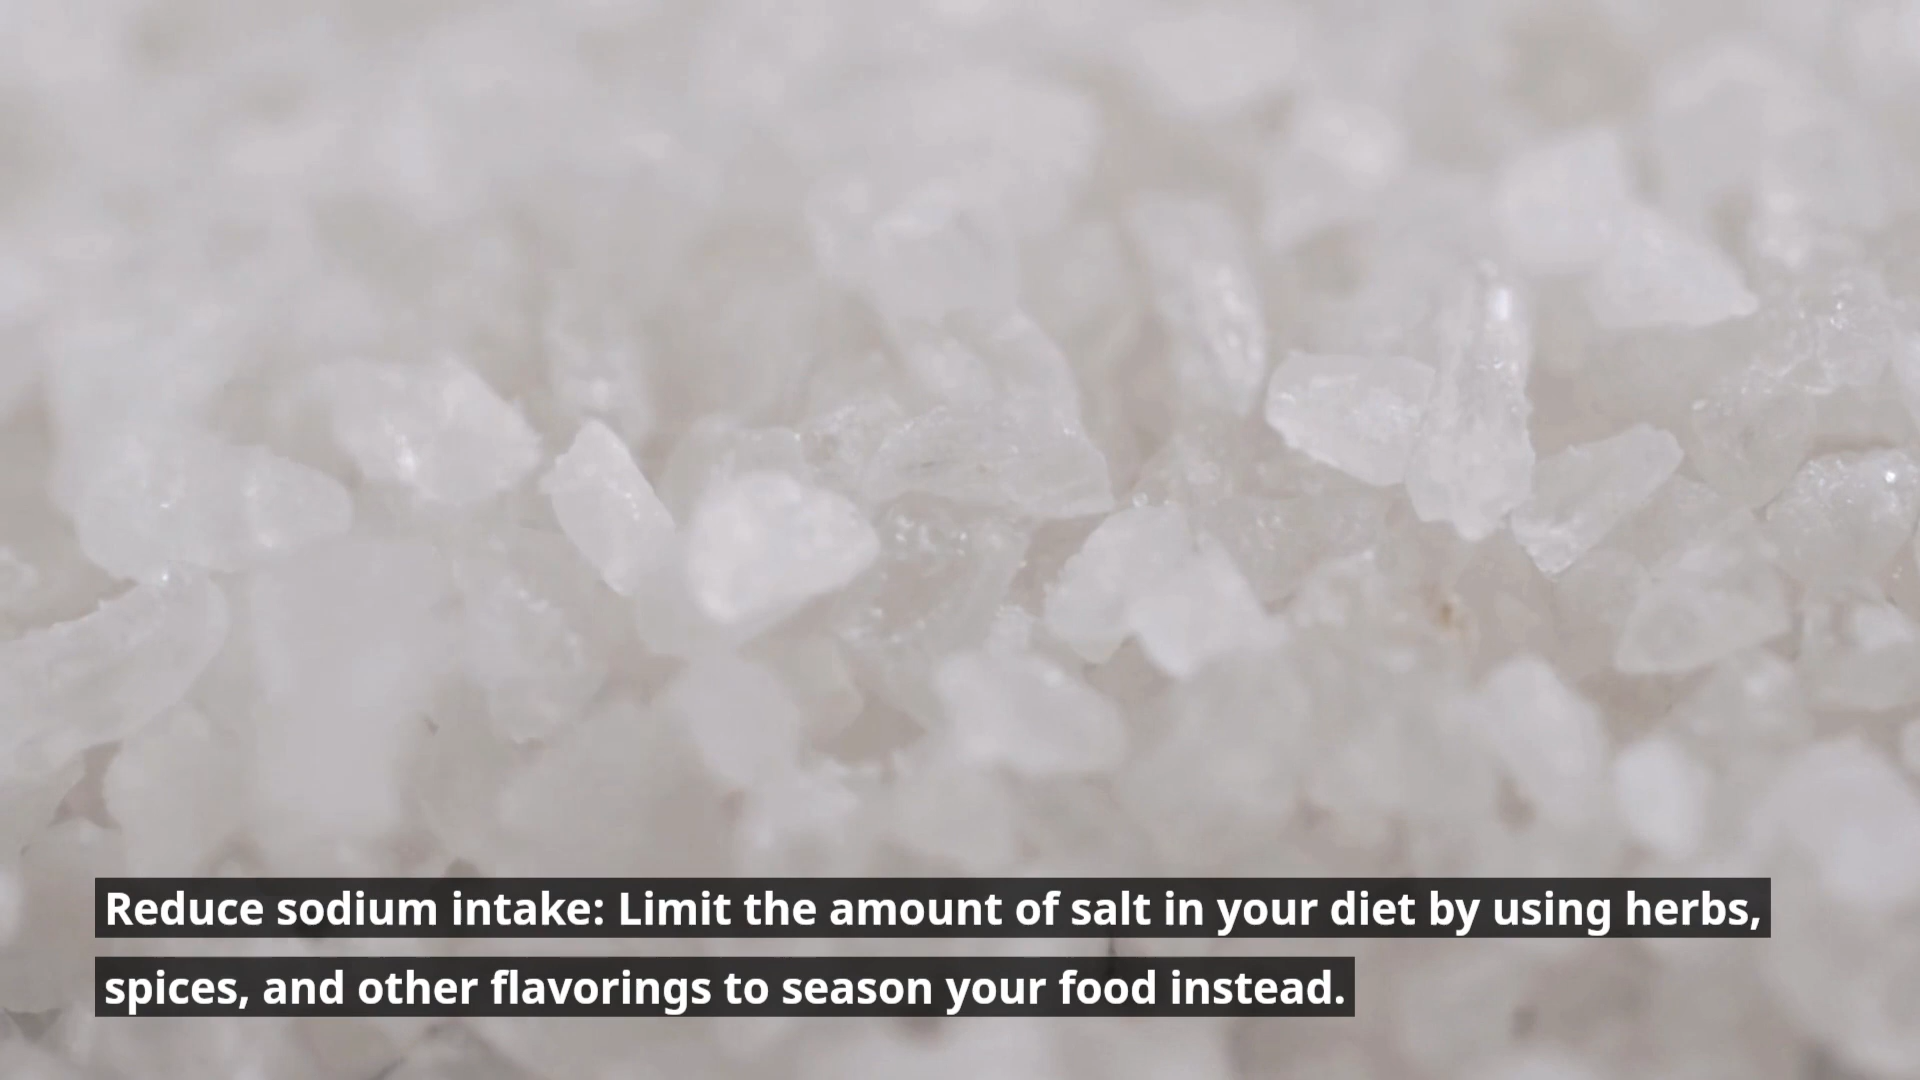 Reduce sodium intake: Limit the amount of salt in your diet by using herbs,
spices, and other flavorings to season your food instead.